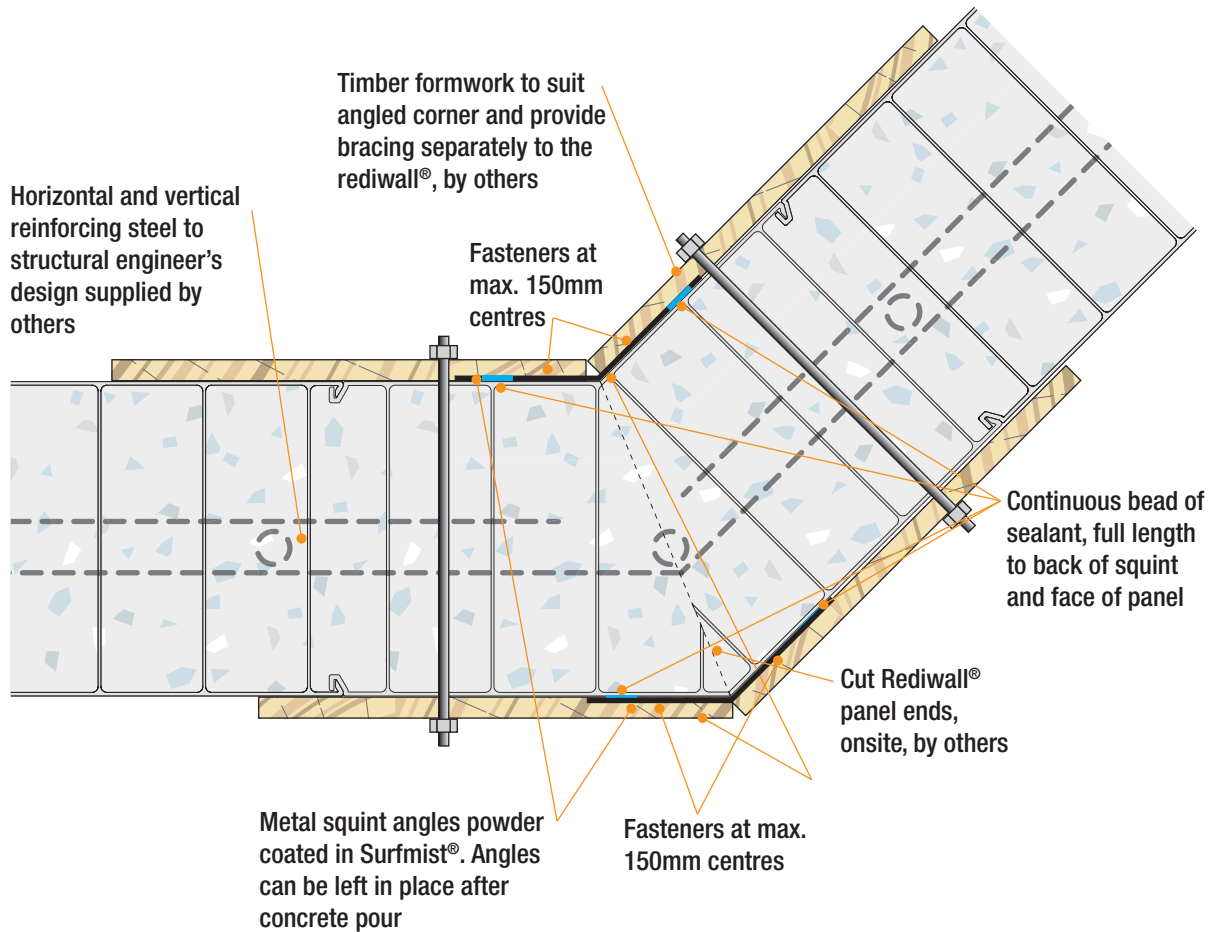 Timber formwork to suit
angled corner and provide
bracing separately to the
rediwall®, by others
Horizontal and vertical
reinforcing steel to
structural engineer's
design supplied by
others
Fasteners at
max. 150mm
centres
Continuous bead of
sealant, full length
to back of squint
and face of panel
Cut Rediwall®
panel ends,
onsite, by others
Metal squint angles powder
coated in Surfmist®. Angles
can be left in place after
concrete pour
Fasteners at max.
150mm centres